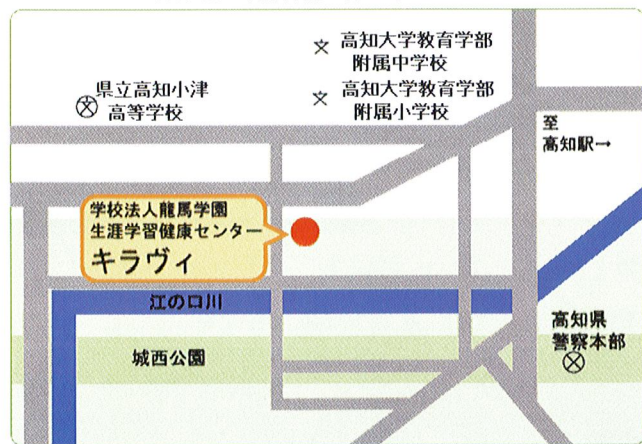 高知大学教育学部
附属中学校
県立高知小津
高等学校
高知大学教育学部
附属小学校
至
高知駅→
学校法人龍馬学園
生涯学習健康センター
キラヴィ
江の口川
高知県
警察本部
城西公園